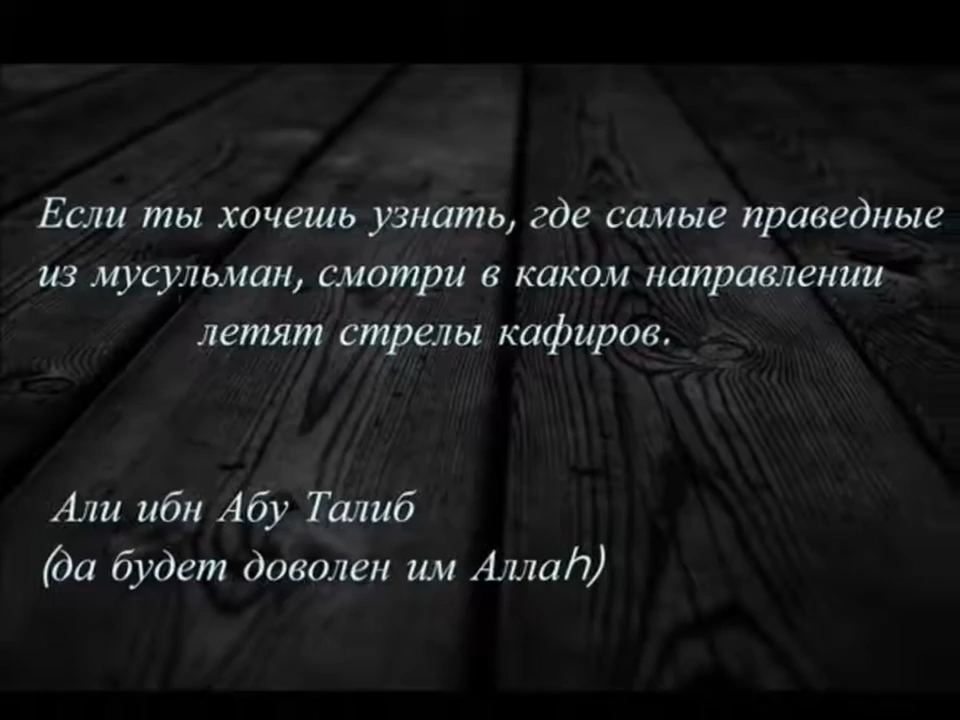 Если ты хочешь узнать, где самые праведные
из мусульман, смотри в каком направлении
летят стрелы кафиров.
Али ибн Абу Талиб
(да будет доволен им Аллаһ)